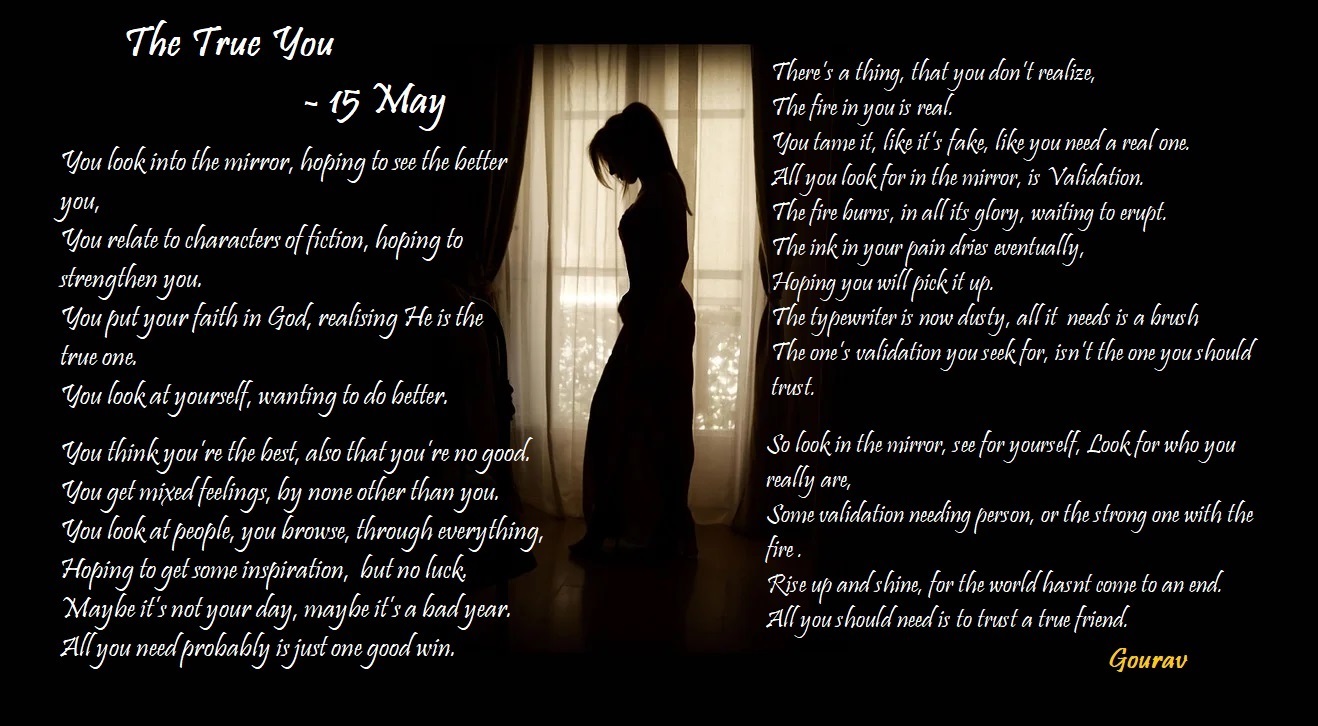 The True You
~ 15 May
You look into the mirror, hoping to see the better
you,
You relate to characters of fiction, hoping to
strengthen you.
You put your faith in God, realising He is the
true one.
You look at yourself, wanting to do better.
You think you're the best, also that you're no good.
You get mixed feelings, by none other than you.
You look at people, you browse, through everything,
Hoping to get some inspiration, but no luck.
Maybe it's not your day, maybe it's a bad year.
All you need probably is just one good win.
There's a thing, that you don't realize,
The fire in you is real.
You tame it, like it's fake, like you need a real one.
All you look for in the mirror, is Validation.
The fire burns, in all its glory, waiting to erupt.
The ink in your pain dries eventually,
Hoping you will pick it up.
The typewriter is now dusty, all it needs is a brush
The one's validation you seek for, isn't the one you should
trust.
So look in the mirror, see for yourself, Look for who you
really are,
Some validation needing person, or the strong one with the
fire .
Rise up and shine, for the world hasnt come to an end.
All you should need is to trust a true friend.
Gourav